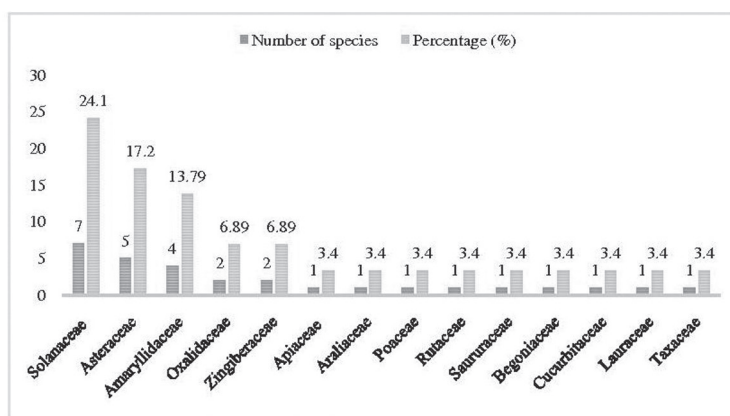 Number of species Percentage (%)
30
25
20
15
10
5
0
24.1
7
17.2
5
13.79
4
6.89
2
6.89
2
3.4
1
3.4
1
3.4
1
3.4
1
3.4
1
3.4
1
3.4
1
3.4
1
3.4
1
Solanaceae
Asteraceae
Amaryllidaceae
Oxalidaceae
Zingiberaceae
Apiaceae
Araliaceae
Poaceae
Rutaceae
Saururaceae
Begoniaceae
Cucurbitaceae
Lauraceae
Taxaceae